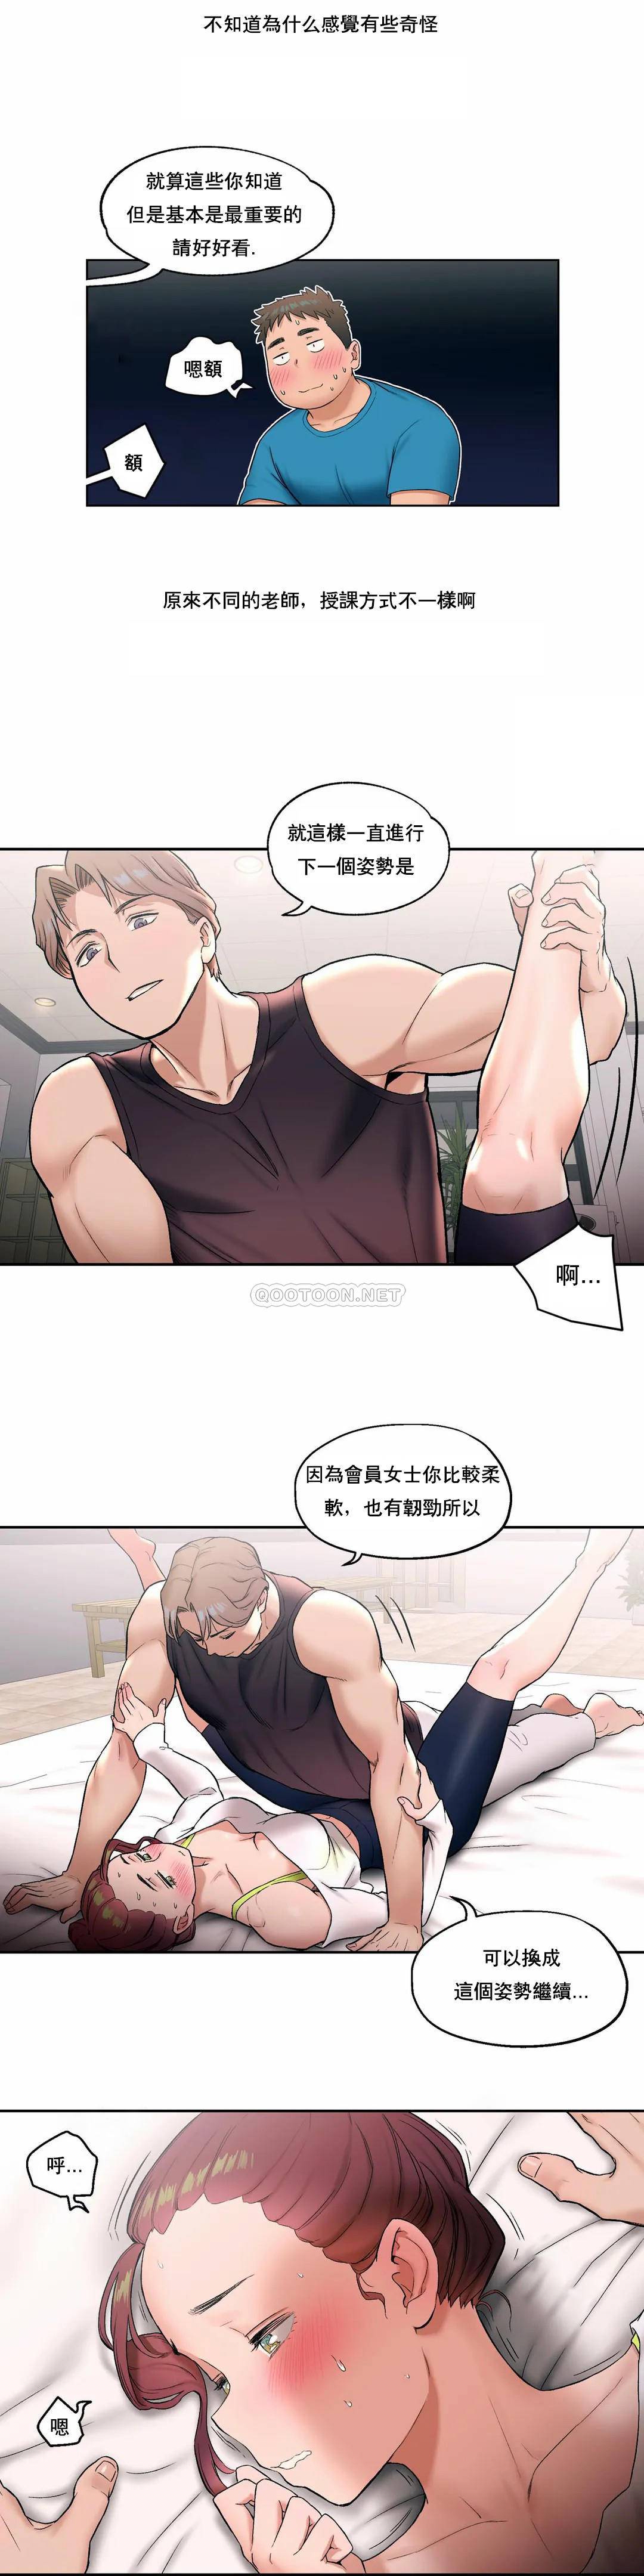 不知道為什么感覺有些奇怪
就算這些你知道
但是基本是最重要的
請好好看.
嗯額
額
原來不同的老師，授課方式不一樣啊
就這樣一直進行
下一個姿勢是
啊...
QOOTOON.NET
因為會員女士你比較柔
軟，也有韌勁所以
可以換成
這個姿勢繼續...
呼...
嗯